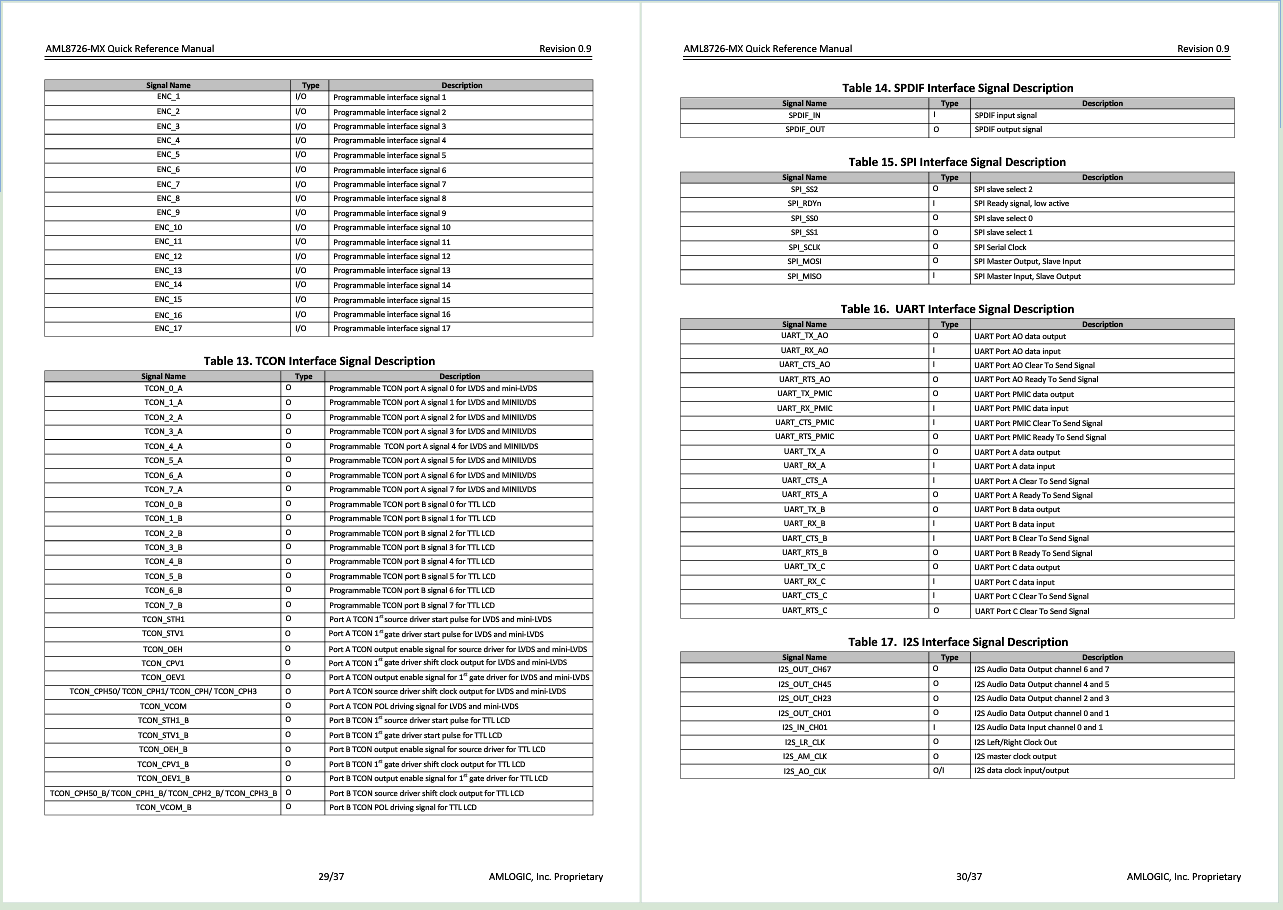 AML8726-MX Quick Reference Manual Revision 0.9
Signal Name Type Description
ENC_1 I/O Programmable interface signal 1
ENC_2 I/O Programmable interface signal 2
ENC_3 I/O Programmable interface signal 3
ENC_4 I/O Programmable interface signal 4
ENC_5 I/O Programmable interface signal 5
ENC_6 I/O Programmable interface signal 6
ENC_7 I/O Programmable interface signal 7
ENC_8 I/O Programmable interface signal 8
ENC_9 I/O Programmable interface signal 9
ENC_10 I/O Programmable interface signal 10
ENC_11 I/O Programmable interface signal 11
ENC_12 I/O Programmable interface signal 12
ENC_13 I/O Programmable interface signal 13
ENC_14 I/O Programmable interface signal 14
ENC_15 I/O Programmable interface signal 15
ENC_16 I/O Programmable interface signal 16
ENC_17 I/O Programmable interface signal 17
Table 13. TCON Interface Signal Description
Signal Name Type Description
TCON_0_A O Programmable TCON port A signal 0 for LVDS and mini-LVDS
TCON_1_A O Programmable TCON port A signal 1 for LVDS and MINILVDS
TCON_2_A O Programmable TCON port A signal 2 for LVDS and MINILVDS
TCON_3_A O Programmable TCON port A signal 3 for LVDS and MINILVDS
TCON_4_A O Programmable TCON port A signal 4 for LVDS and MINILVDS
TCON_5_A O Programmable TCON port A signal 5 for LVDS and MINILVDS
TCON_6_A O Programmable TCON port A signal 6 for LVDS and MINILVDS
TCON_7_A O Programmable TCON port A signal 7 for LVDS and MINILVDS
TCON_0_B O Programmable TCON port B signal 0 for TTL LCD
TCON_1_B O Programmable TCON port B signal 1 for TTL LCD
TCON_2_B O Programmable TCON port B signal 2 for TTL LCD
TCON_3_B O Programmable TCON port B signal 3 for TTL LCD
TCON_4_B O Programmable TCON port B signal 4 for TTL LCD
TCON_5_B O Programmable TCON port B signal 5 for TTL LCD
TCON_6_B O Programmable TCON port B signal 6 for TTL LCD
TCON_7_B O Programmable TCON port B signal 7 for TTL LCD
TCON_STH1 O Port A TCON 1st source driver start pulse for LVDS and mini-LVDS
TCON_STV1 O Port A TCON 1st gate driver start pulse for LVDS and mini-LVDS
TCON_OEH O Port A TCON output enable signal for source driver for LVDS and mini-LVDS
TCON_CPV1 O Port A TCON 1st gate driver shift clock output for LVDS and mini-LVDS
TCON_OEV1 O Port A TCON output enable signal for 1st gate driver for LVDS and mini-LVDS
TCON_CPH50/ TCON_CPH1/ TCON_CPH/ TCON_CPH3 O Port A TCON source driver shift clock output for LVDS and mini-LVDS
TCON_VCOM O Port A TCON POL driving signal for LVDS and mini-LVDS
TCON_STH1_B O Port B TCON 1st source driver start pulse for TTL LCD
TCON_STV1_B O Port B TCON 1st gate driver start pulse for TTL LCD
TCON_OEH_B O Port B TCON output enable signal for source driver for TTL LCD
TCON_CPV1_B O Port B TCON 1st gate driver shift clock output for TTL LCD
TCON_OEV1_B O Port B TCON output enable signal for 1st gate driver for TTL LCD
TCON_CPH50_B/ TCON_CPH1_B/ TCON_CPH2_B/ TCON_CPH3_B O Port B TCON source driver shift clock output for TTL LCD
TCON_VCOM_B O Port B TCON POL driving signal for TTL LCD
29/37 AMLOGIC, Inc. Proprietary
AML8726-MX Quick Reference Manual Revision 0.9
Table 14. SPDIF Interface Signal Description
Signal Name Type Description
SPDIF_IN I SPDIF input signal
SPDIF_OUT O SPDIF output signal
Table 15. SPI Interface Signal Description
Signal Name Type Description
SPI_SS2 O SPI slave select 2
SPI_RDYn I SPI Ready signal, low active
SPI_SS0 O SPI slave select 0
SPI_SS1 O SPI slave select 1
SPI_SCLK O SPI Serial Clock
SPI_MOSI O SPI Master Output, Slave Input
SPI_MISO I SPI Master Input, Slave Output
Table 16. UART Interface Signal Description
Signal Name Type Description
UART_TX_AO O UART Port AO data output
UART_RX_AO I UART Port AO data input
UART_CTS_AO I UART Port AO Clear To Send Signal
UART_RTS_AO O UART Port AO Ready To Send Signal
UART_TX_PMIC O UART Port PMIC data output
UART_RX_PMIC I UART Port PMIC data input
UART_CTS_PMIC I UART Port PMIC Clear To Send Signal
UART_RTS_PMIC O UART Port PMIC Ready To Send Signal
UART_TX_A O UART Port A data output
UART_RX_A I UART Port A data input
UART_CTS_A I UART Port A Clear To Send Signal
UART_RTS_A O UART Port A Ready To Send Signal
UART_TX_B O UART Port B data output
UART_RX_B I UART Port B data input
UART_CTS_B I UART Port B Clear To Send Signal
UART_RTS_B O UART Port B Ready To Send Signal
UART_TX_C O UART Port C data output
UART_RX_C I UART Port C data input
UART_CTS_C I UART Port C Clear To Send Signal
UART_RTS_C O UART Port C Clear To Send Signal
Table 17. I2S Interface Signal Description
Signal Name Type Description
I2S_OUT_CH67 O I2S Audio Data Output channel 6 and 7
I2S_OUT_CH45 O I2S Audio Data Output channel 4 and 5
I2S_OUT_CH23 O I2S Audio Data Output channel 2 and 3
I2S_OUT_CH01 O I2S Audio Data Output channel 0 and 1
I2S_IN_CH01 I I2S Audio Data Input channel 0 and 1
I2S_LR_CLK O I2S Left/Right Clock Out
I2S_AM_CLK O I2S master clock output
I2S_AO_CLK O/I I2S data clock input/output
30/37 AMLOGIC, Inc. Proprietary